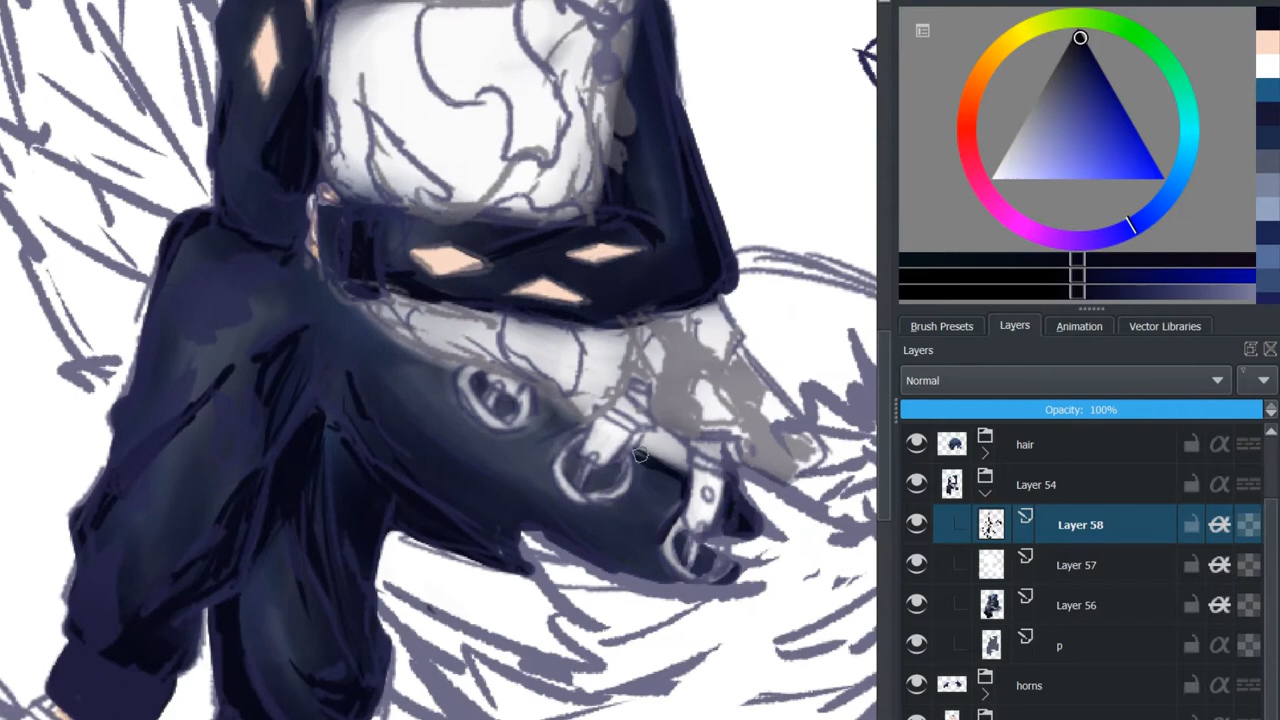 Brush Presets Layers Animation Vector Libraries
Layers
Normal
Opacity: 100%
hair
Layer 54
Layer 58
Layer 57
Layer 56
p
horns